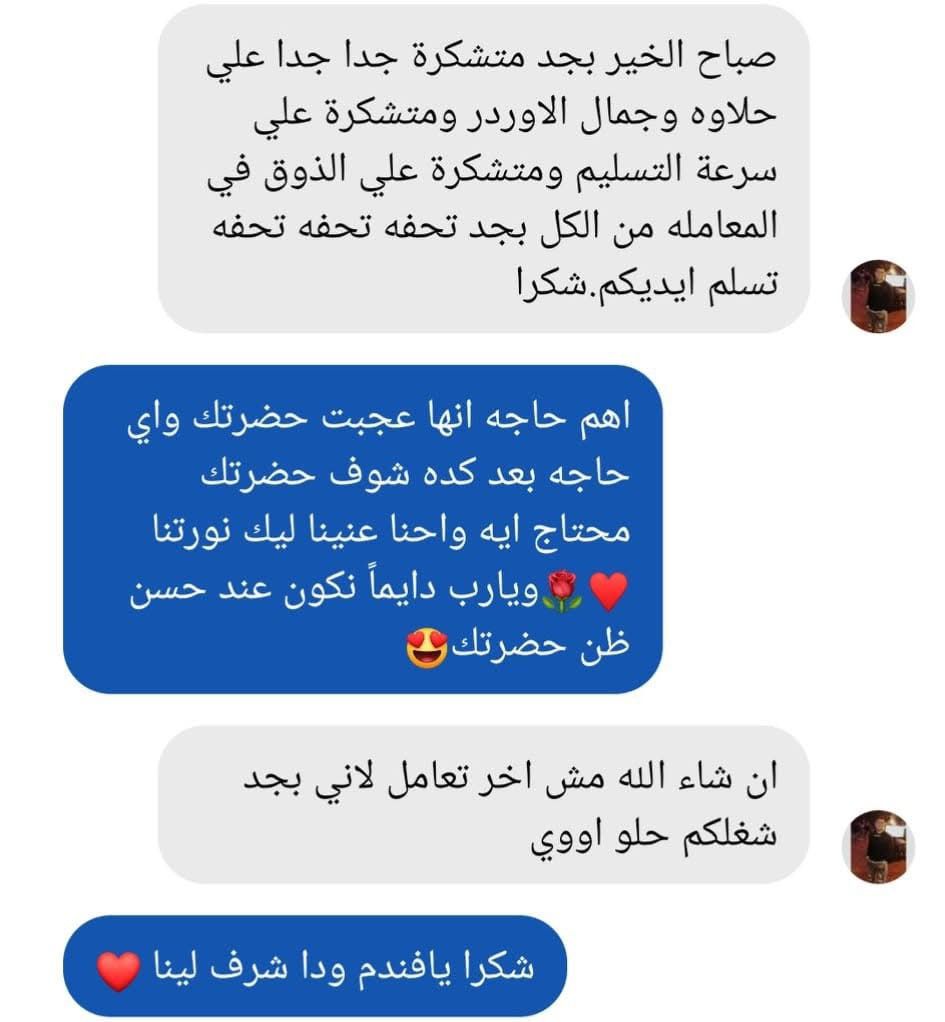 صباح الخير بجد متشكرة جدا جدا علي
حلاوه وجمال الاوردر ومتشكرة علي
سرعة التسليم ومتشكرة علي الذوق في
المعامله من الكل بجد تحفه تحفه تحفه
تسلم ايديكم.شكرا
اهم حاجه انها عجبت حضرتك واي
حاجه بعد كده شوف حضرتك
محتاج ايه واحنا عنينا ليك نورتنا
❤️🌹ويارب دايماً نكون عند حسن
ظن حضرتك😍
ان شاء الله مش اخر تعامل لاني بجد
شغلكم حلو اووي
شكرا يافندم ودا شرف لينا ❤️